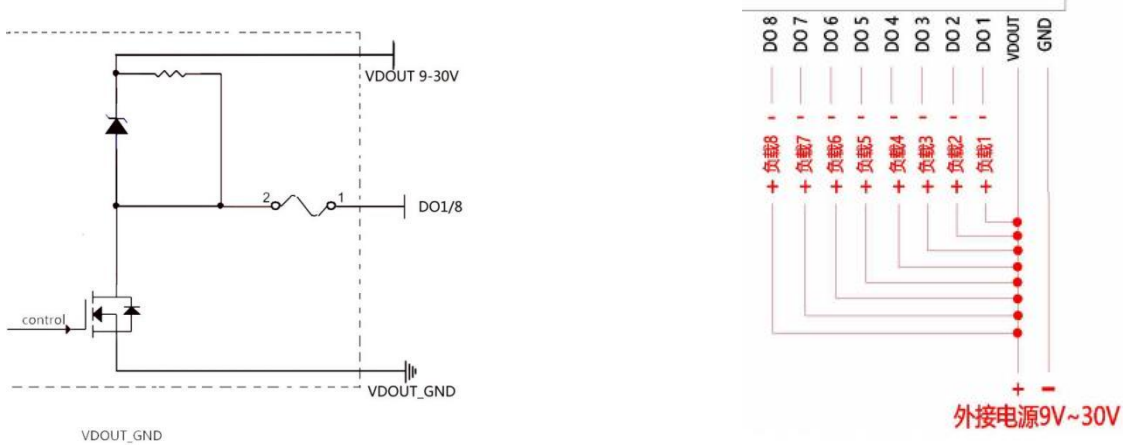 VDOUT 9-30V
2
1
DO1/8
control
VDOUT_GND
VDOUT_GND
DO 8
DO 7
DO 6
DO 5
DO 4
DO 3
DO 2
DO 1
VDOUT
GND
+ 负载8 -
+ 负载7 -
+ 负载6 -
+ 负载5 -
+ 负载4 -
+ 负载3 -
+ 负载2 -
+ 负载1 -
+ -
外接电源9V~30V